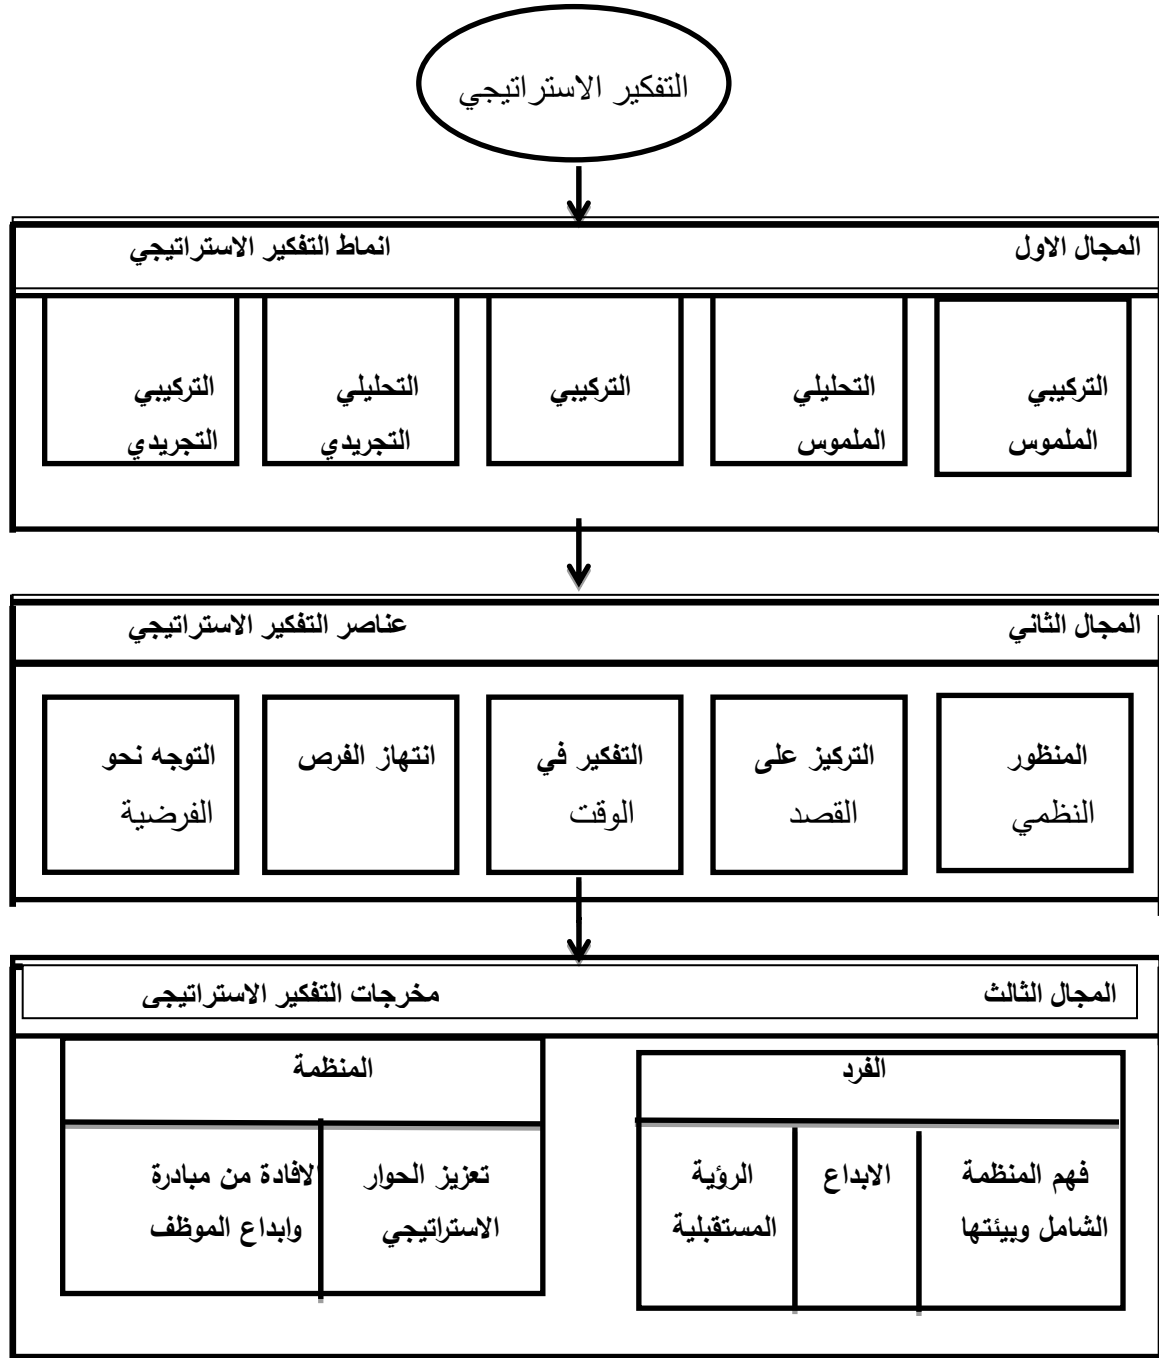 التفكير الاستراتيجي
المجال الاول انماط التفكير الاستراتيجي
التركيبي
الملموس
التحليلي
الملموس
التركيبي
التحليلي
التجريدي
التركيبي
التجريدي
المجال الثاني عناصر التفكير الاستراتيجي
المنظور
النظمي
التركيز على
القصد
التفكير في
الوقت
انتهاز الفرص
التوجه نحو
الفرضية
المجال الثالث مخرجات التفكير الاستراتيجى
الفرد
فهم المنظمة
الشامل وبيئتها
الابداع
الرؤية
المستقبلية
المنظمة
تعزيز الحوار
الاستراتيجي
الافادة من مبادرة
وابداع الموظف